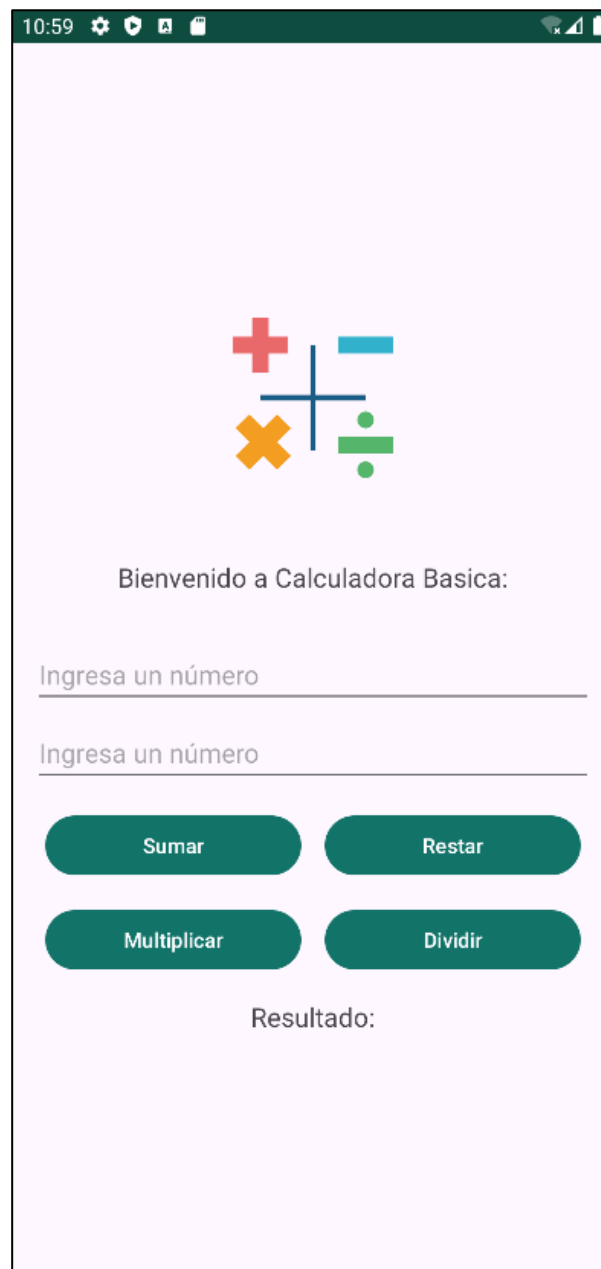 10:59
Bienvenido a Calculadora Basica:
Ingresa un número
Ingresa un número
Sumar Restar
Multiplicar Dividir
Resultado: